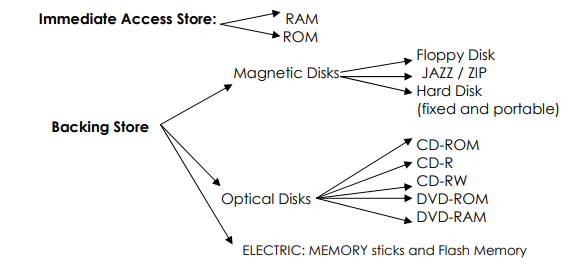 Immediate Access Store:
RAM
ROM
Magnetic Disks
Floppy Disk
JAZZ / ZIP
Hard Disk
(fixed and portable)
Backing Store
Optical Disks
CD-ROM
CD-R
CD-RW
DVD-ROM
DVD-RAM
ELECTRIC: MEMORY sticks and Flash Memory